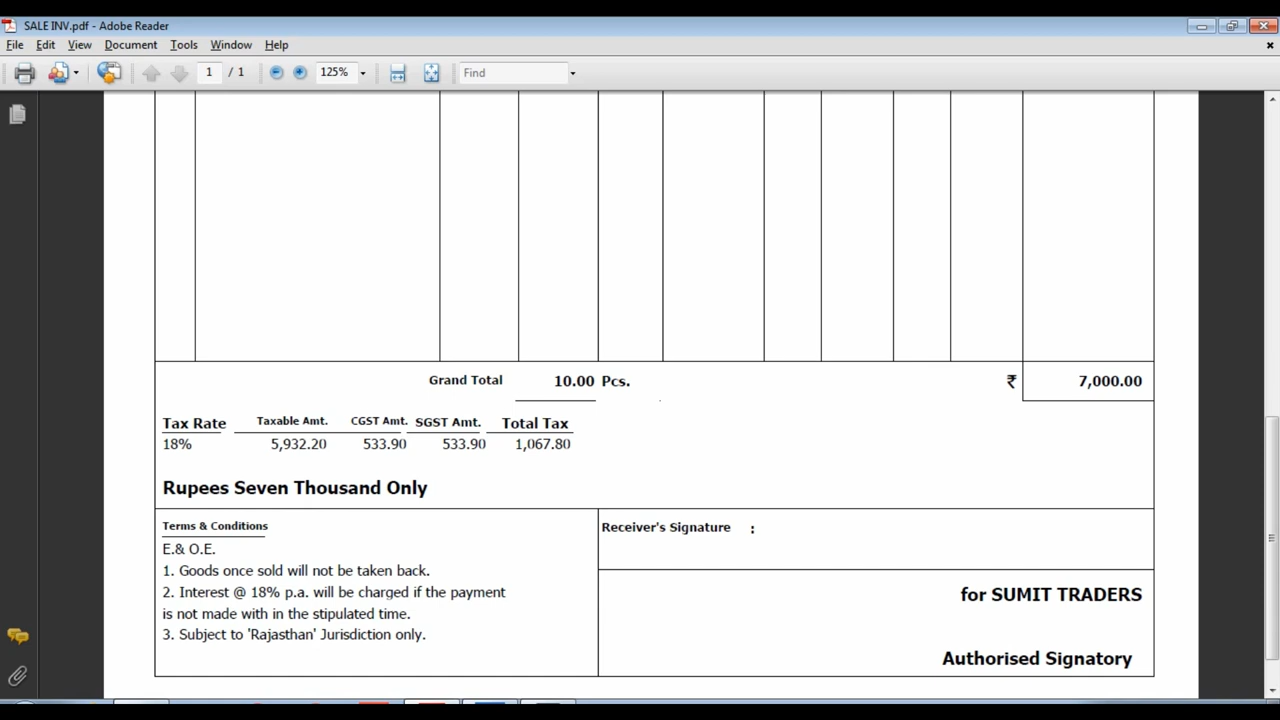 SALE INV.pdf - Adobe Reader
File Edit View Document Tools Window Help
1 / 1 125% Find
Grand Total 10.00 Pcs. ₹ 7,000.00
Tax Rate Taxable Amt. CGST Amt. SGST Amt. Total Tax
18% 5,932.20 533.90 533.90 1,067.80
Rupees Seven Thousand Only
Terms & Conditions
E.& O.E.
1. Goods once sold will not be taken back.
2. Interest @ 18% p.a. will be charged if the payment
is not made with in the stipulated time.
3. Subject to 'Rajasthan' Jurisdiction only.
Receiver's Signature :
for SUMIT TRADERS
Authorised Signatory